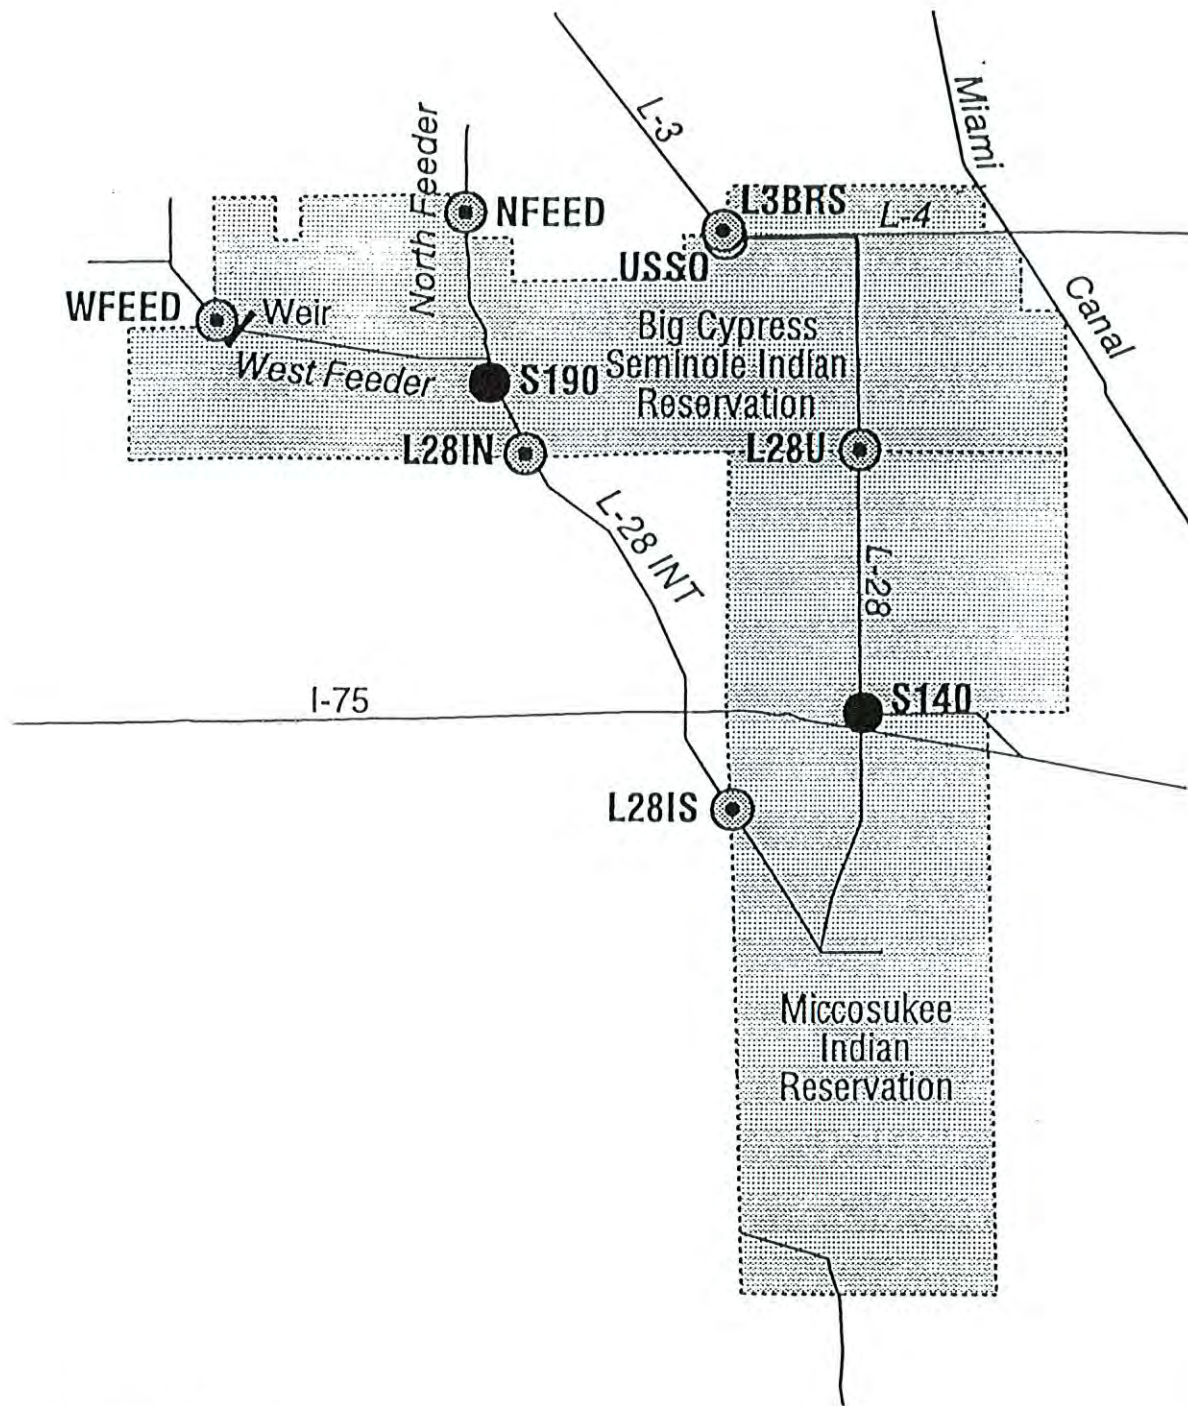 L-3
Miami
Canal
North Feeder
NFEED
L3BRS
L-4
USSO
WFEED
Weir
West Feeder
S190
Big Cypress
Seminole Indian
Reservation
L28IN
L28U
L-28 INT
L-28
I-75
S140
L28IS
Miccosukee
Indian
Reservation